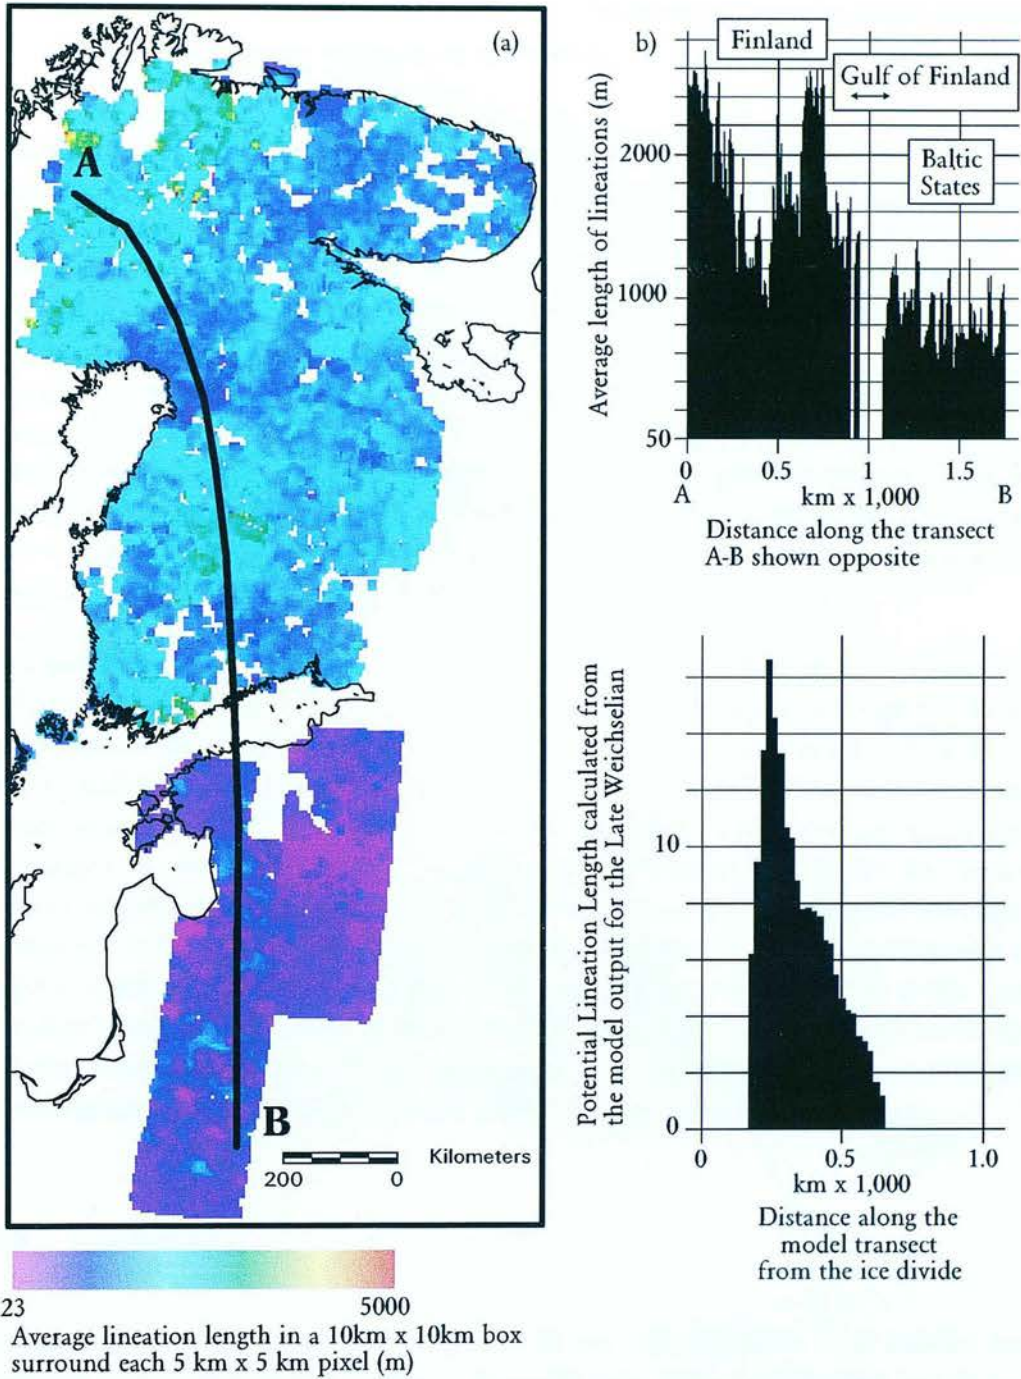 (a)
A
B
Kilometers
200 0
23 5000
Average lineation length in a 10km x 10km box
surround each 5 km x 5 km pixel (m)
b)
Finland
Gulf of Finland
Baltic
States
Average length of lineations (m)
2000
1000
50
0 0.5 1 1.5
A km x 1,000 B
Distance along the transect
A-B shown opposite
Potential Lineation Length calculated from
the model output for the Late Weichselian
10
0
0 0.5 1.0
km x 1,000
Distance along the
model transect
from the ice divide